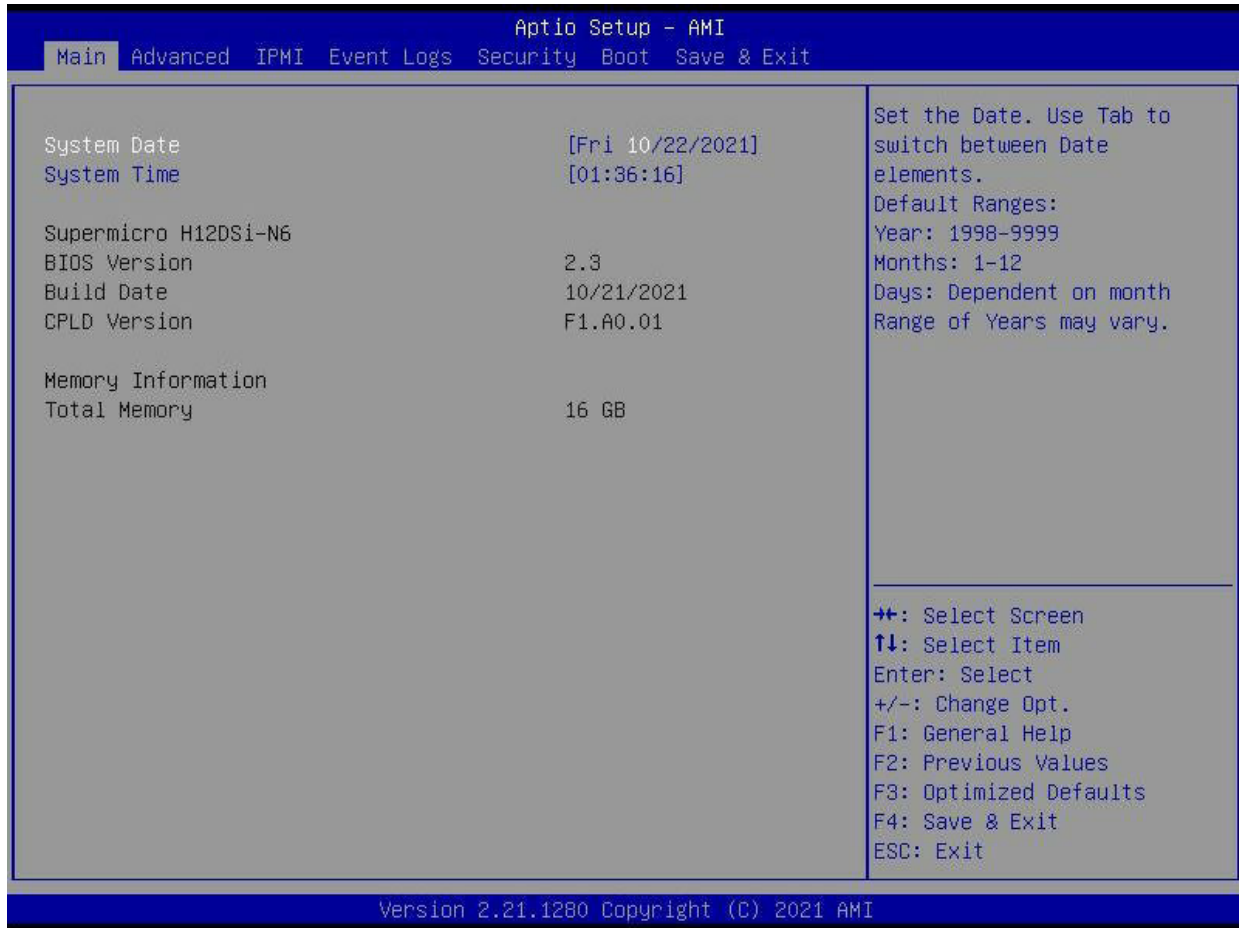 Aptio Setup – AMI
Main Advanced IPMI Event Logs Security Boot Save & Exit
System Date [Fri 10/22/2021]
System Time [01:36:16]
Supermicro H12DSi-N6
BIOS Version 2.3
Build Date 10/21/2021
CPLD Version F1.A0.01
Memory Information
Total Memory 16 GB
Set the Date. Use Tab to
switch between Date
elements.
Default Ranges:
Year: 1998-9999
Months: 1-12
Days: Dependent on month
Range of Years may vary.
→←: Select Screen
↑↓: Select Item
Enter: Select
+/-: Change Opt.
F1: General Help
F2: Previous Values
F3: Optimized Defaults
F4: Save & Exit
ESC: Exit
Version 2.21.1280 Copyright (C) 2021 AMI